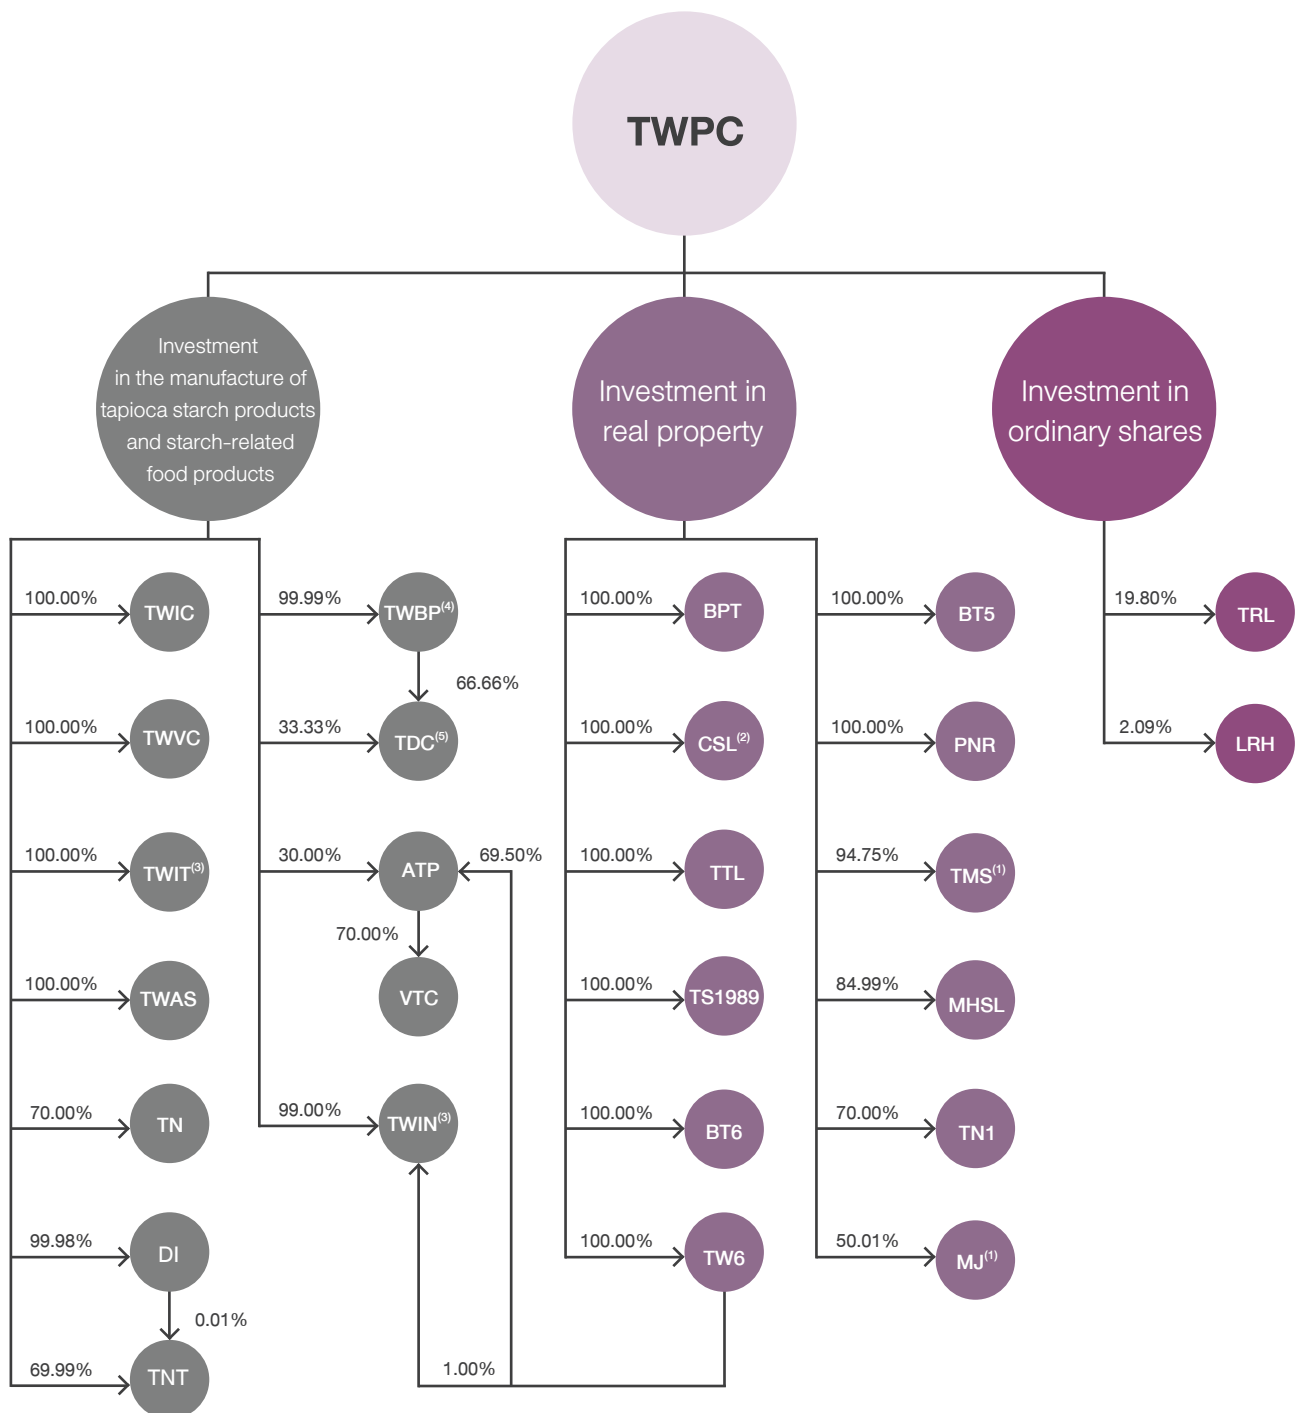 TWPC
Investment
in the manufacture of
tapioca starch products
and starch-related
food products
Investment in
real property
Investment in
ordinary shares
100.00%
TWIC
99.99%
TWBP(4)
66.66%
100.00%
TWVC
33.33%
TDC(5)
100.00%
TWIT(3)
30.00%
ATP
69.50%
70.00%
VTC
100.00%
TWAS
70.00%
TN
99.00%
TWIN(3)
99.98%
DI
0.01%
69.99%
TNT
1.00%
100.00%
BPT
100.00%
CSL(2)
100.00%
TTL
100.00%
TS1989
100.00%
BT6
100.00%
TW6
100.00%
BT5
100.00%
PNR
94.75%
TMS(1)
84.99%
MHSL
70.00%
TN1
50.01%
MJ(1)
19.80%
TRL
2.09%
LRH